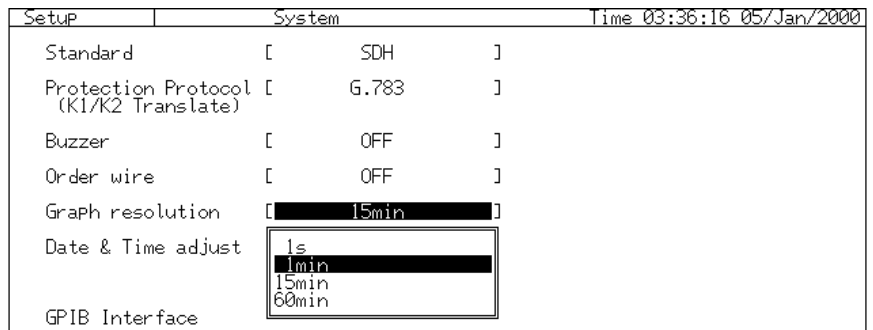 Setup System Time 03:36:16 05/Jan/2000
Standard [ SDH ]
Protection Protocol [ G.783 ]
(K1/K2 Translate)
Buzzer [ OFF ]
Order wire [ OFF ]
Graph resolution [ 15min ]
Date & Time adjust
1s
1min
15min
60min
GPIB Interface